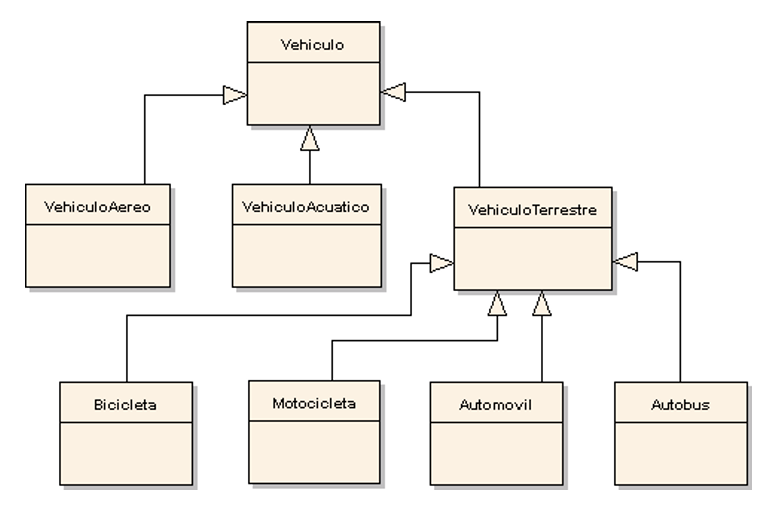 Vehiculo
VehiculoAereo
VehiculoAcuatico
VehiculoTerrestre
Bicicleta
Motocicleta
Automovil
Autobus